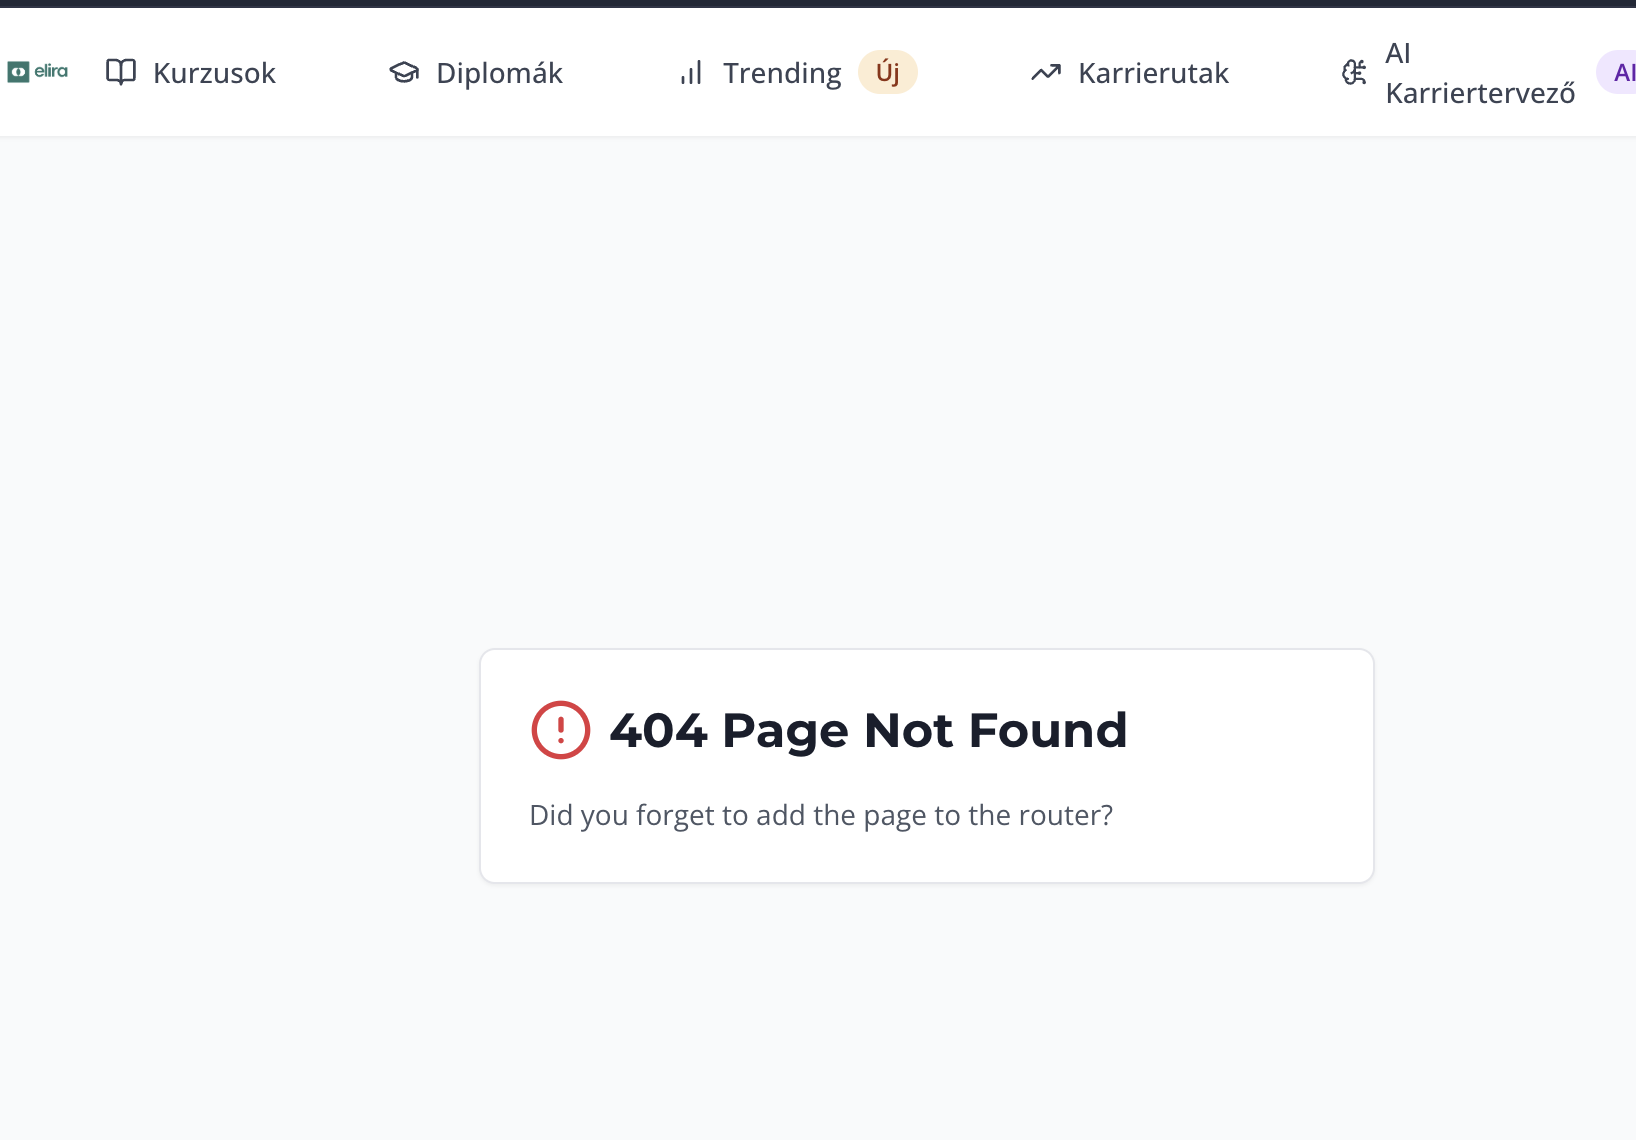 elira
Kurzusok
Diplomák
Trending
Új
Karrierutak
AI
Karriertervező
AI
404 Page Not Found
Did you forget to add the page to the router?